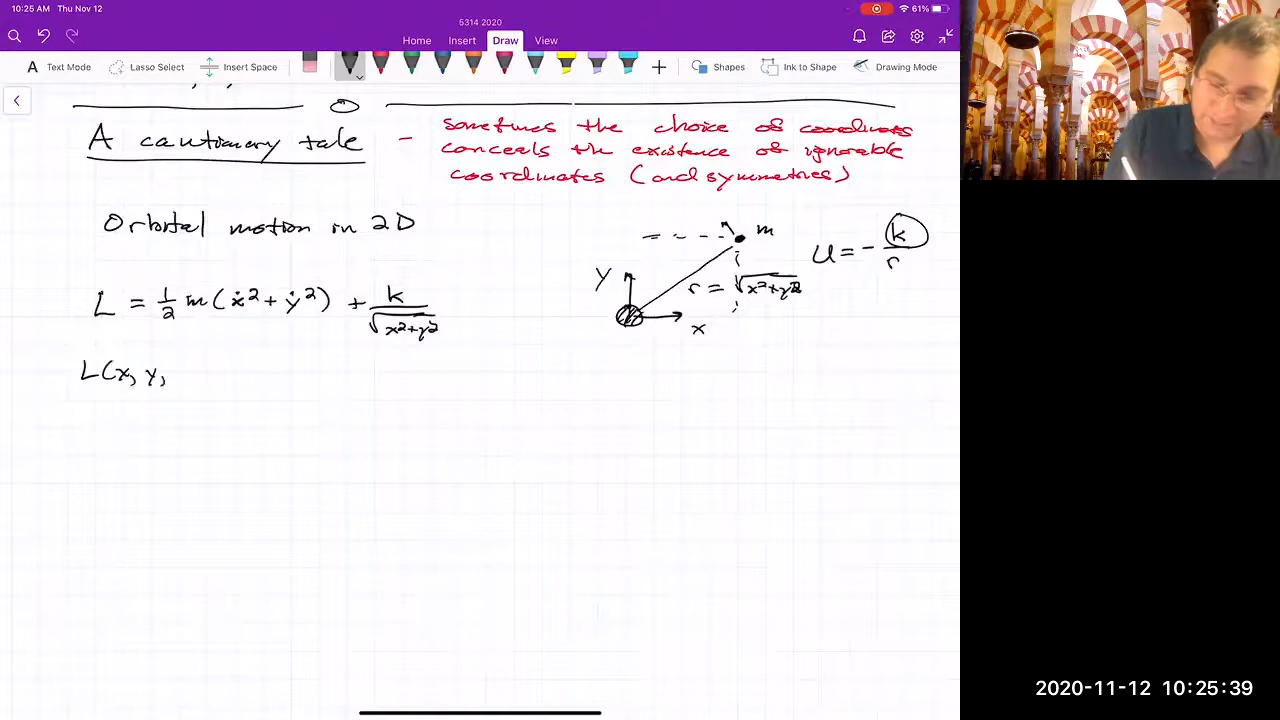 10:25 AM Thu Nov 12
61%
5314 2020
Home Insert Draw View
A Text Mode Lasso Select Insert Space Shapes Ink to Shape Drawing Mode
A cautionary tale - sometimes the choice of coordinates
conceals the existence of ignorable
coordinates (and symmetries)
Orbital motion in 2D
m
U = - k/r
y
r = √x²+y²
x
L = 1/2 m (ẋ² + ẏ²) + k/√x²+y²
L(x, y,
2020-11-12 10:25:39